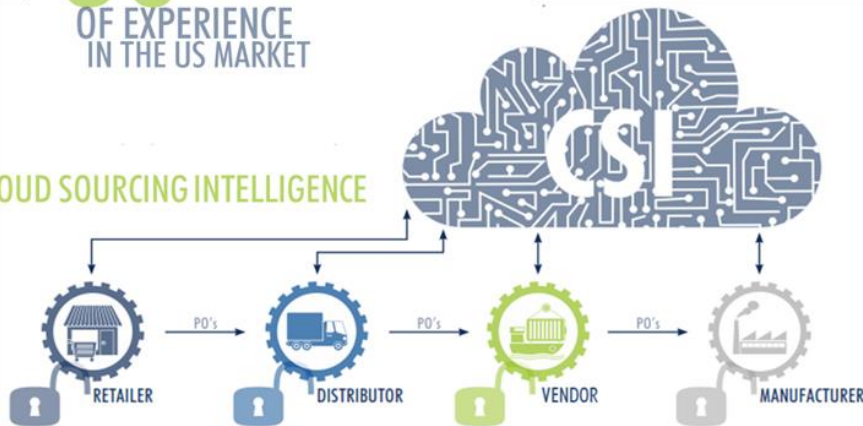 OF EXPERIENCE
IN THE US MARKET
CSI
OUD SOURCING INTELLIGENCE
PO's
PO's
PO's
RETAILER
DISTRIBUTOR
VENDOR
MANUFACTURER